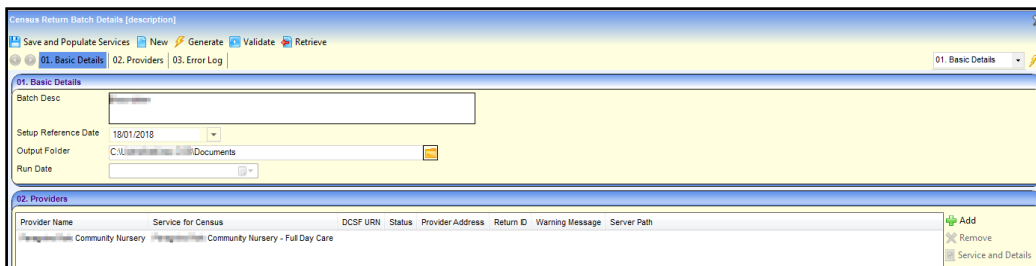 Census Return Batch Details [description]
Save and Populate Services New Generate Validate Retrieve
01. Basic Details 02. Providers 03. Error Log 01. Basic Details
01. Basic Details
Batch Desc
Setup Reference Date 18/01/2018
Output Folder C:\ \Documents
Run Date
02. Providers
Provider Name Service for Census DCSF URN Status Provider Address Return ID Warning Message Server Path
Community Nursery Community Nursery - Full Day Care
Add
Remove
Service and Details